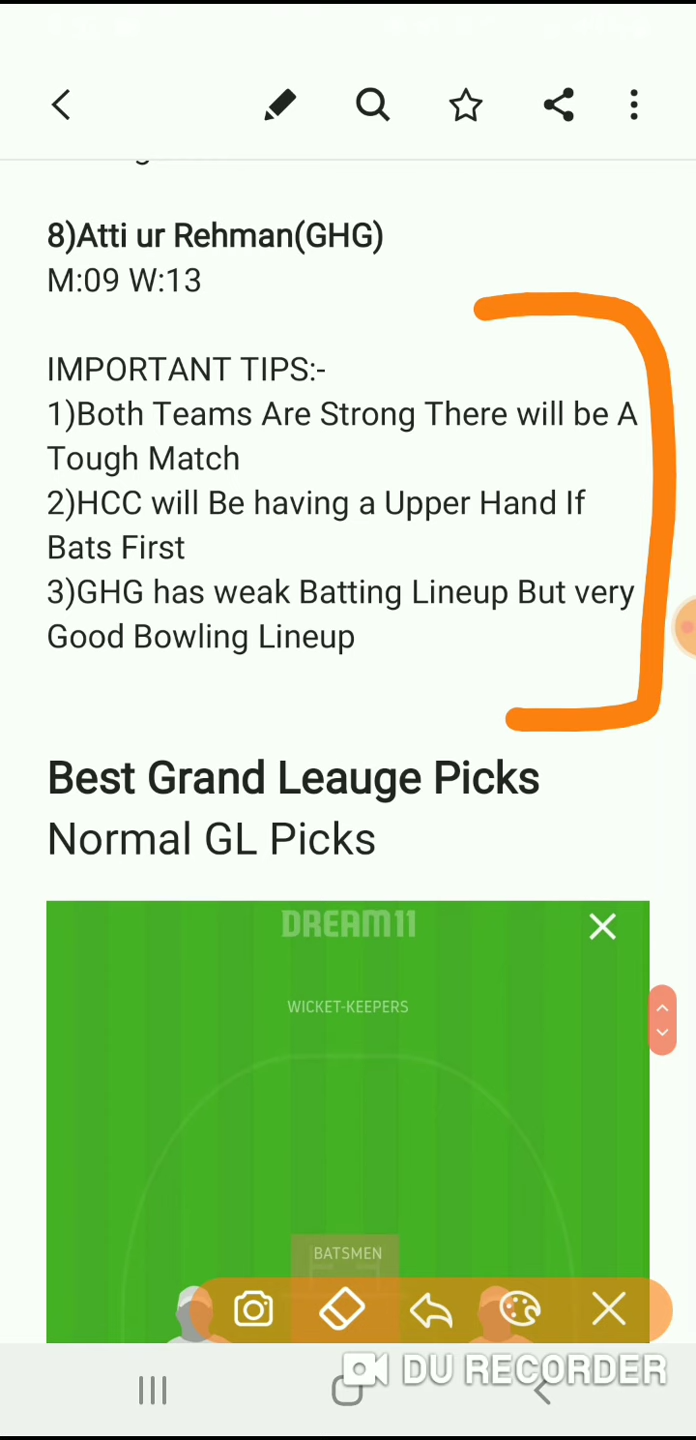 8)Atti ur Rehman(GHG)
M:09 W:13
IMPORTANT TIPS:-
1)Both Teams Are Strong There will be A
Tough Match
2)HCC will Be having a Upper Hand If
Bats First
3)GHG has weak Batting Lineup But very
Good Bowling Lineup
Best Grand Leauge Picks
Normal GL Picks
DREAM11
WICKET-KEEPERS
BATSMEN
DU RECORDER